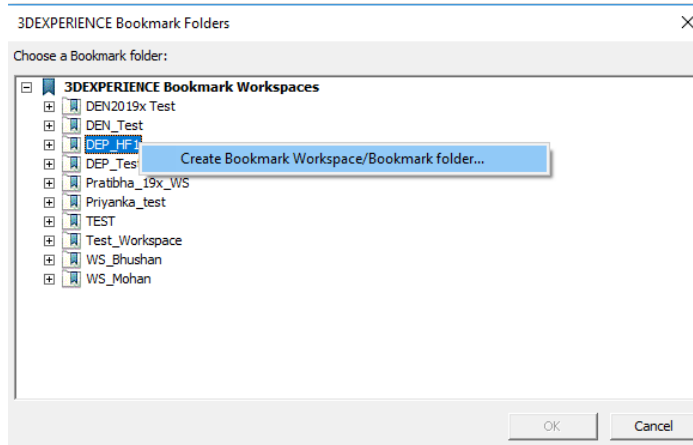 3DEXPERIENCE Bookmark Folders
Choose a Bookmark folder:
3DEXPERIENCE Bookmark Workspaces
DEN2019x Test
DEN_Test
DEP_HF1
Create Bookmark Workspace/Bookmark folder...
DEP_Tes
Pratibha_19x_WS
Priyanka_test
TEST
Test_Workspace
WS_Bhushan
WS_Mohan
OK
Cancel